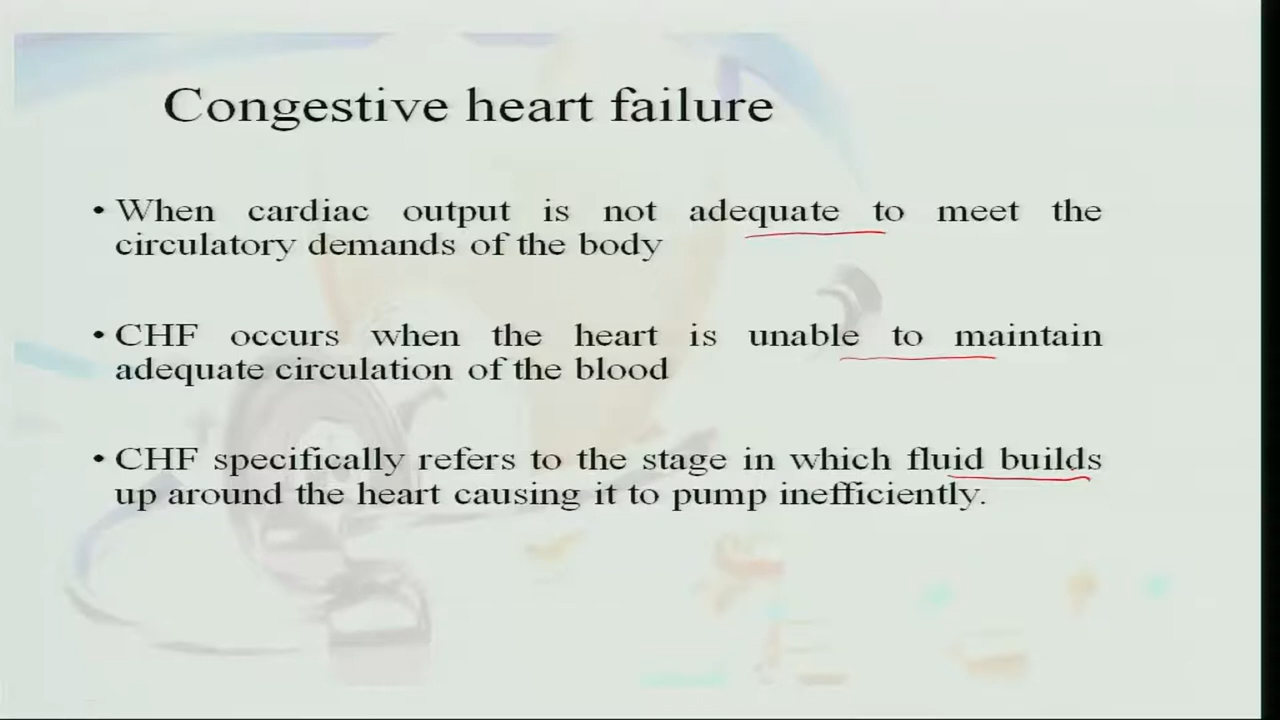 Congestive heart failure
• When cardiac output is not adequate to meet the
circulatory demands of the body
• CHF occurs when the heart is unable to maintain
adequate circulation of the blood
• CHF specifically refers to the stage in which fluid builds
up around the heart causing it to pump inefficiently.